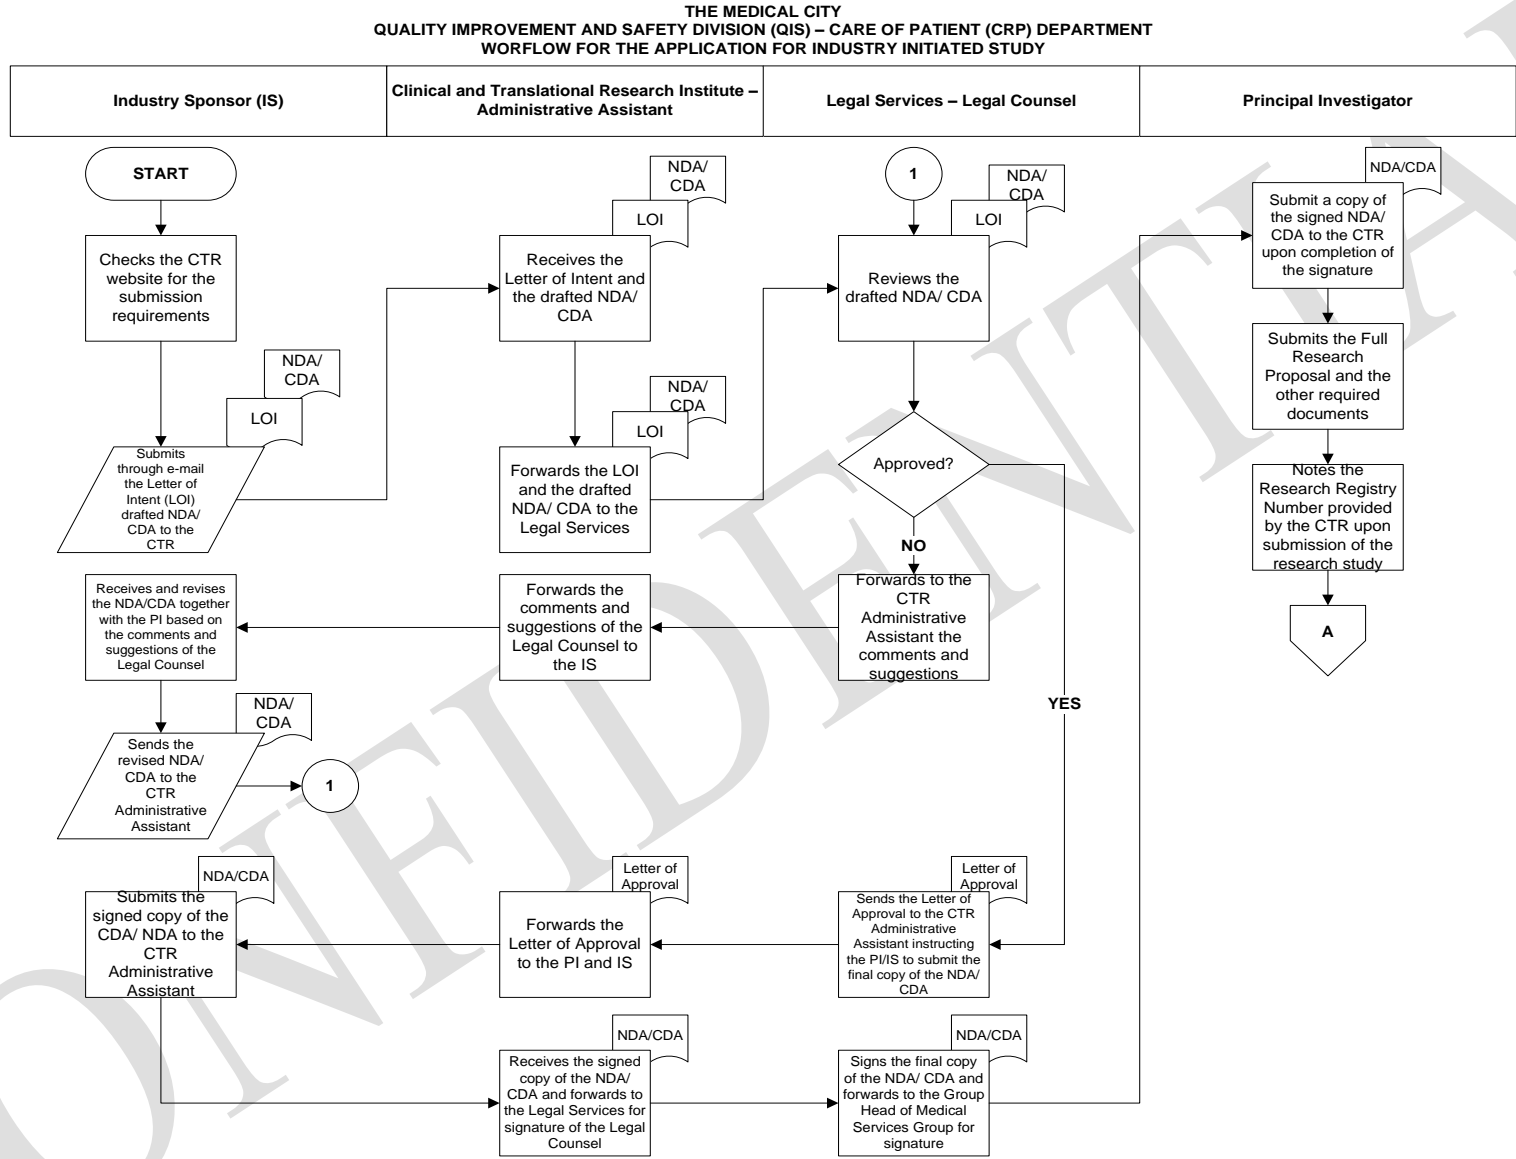 THE MEDICAL CITY
QUALITY IMPROVEMENT AND SAFETY DIVISION (QIS) – CARE OF PATIENT (CRP) DEPARTMENT
WORFLOW FOR THE APPLICATION FOR INDUSTRY INITIATED STUDY
Industry Sponsor (IS)
Clinical and Translational Research Institute –
Administrative Assistant
Legal Services – Legal Counsel
Principal Investigator
START
Checks the CTR
website for the
submission
requirements
NDA/
CDA
LOI
Submits
through e-mail
the Letter of
Intent (LOI)
drafted NDA/
CDA to the
CTR
NDA/
CDA
LOI
Receives the
Letter of Intent and
the drafted NDA/
CDA
NDA/
CDA
LOI
Forwards the LOI
and the drafted
NDA/ CDA to the
Legal Services
1
NDA/
CDA
LOI
Reviews the
drafted NDA/ CDA
Approved?
NO
YES
Forwards to the
CTR
Administrative
Assistant the
comments and
suggestions
Forwards the
comments and
suggestions of the
Legal Counsel to
the IS
Receives and revises
the NDA/CDA together
with the PI based on
the comments and
suggestions of the
Legal Counsel
NDA/
CDA
Sends the
revised NDA/
CDA to the
CTR
Administrative
Assistant
1
Letter of
Approval
Sends the Letter of
Approval to the CTR
Administrative
Assistant instructing
the PI/IS to submit the
final copy of the NDA/
CDA
Letter of
Approval
Forwards the
Letter of Approval
to the PI and IS
NDA/CDA
Submits the
signed copy of the
CDA/ NDA to the
CTR
Administrative
Assistant
NDA/CDA
Receives the signed
copy of the NDA/
CDA and forwards to
the Legal Services for
signature of the Legal
Counsel
NDA/CDA
Signs the final copy
of the NDA/ CDA and
forwards to the Group
Head of Medical
Services Group for
signature
NDA/CDA
Submit a copy of
the signed NDA/
CDA to the CTR
upon completion of
the signature
Submits the Full
Research
Proposal and the
other required
documents
Notes the
Research Registry
Number provided
by the CTR upon
submission of the
research study
A
ONFIDENTIA